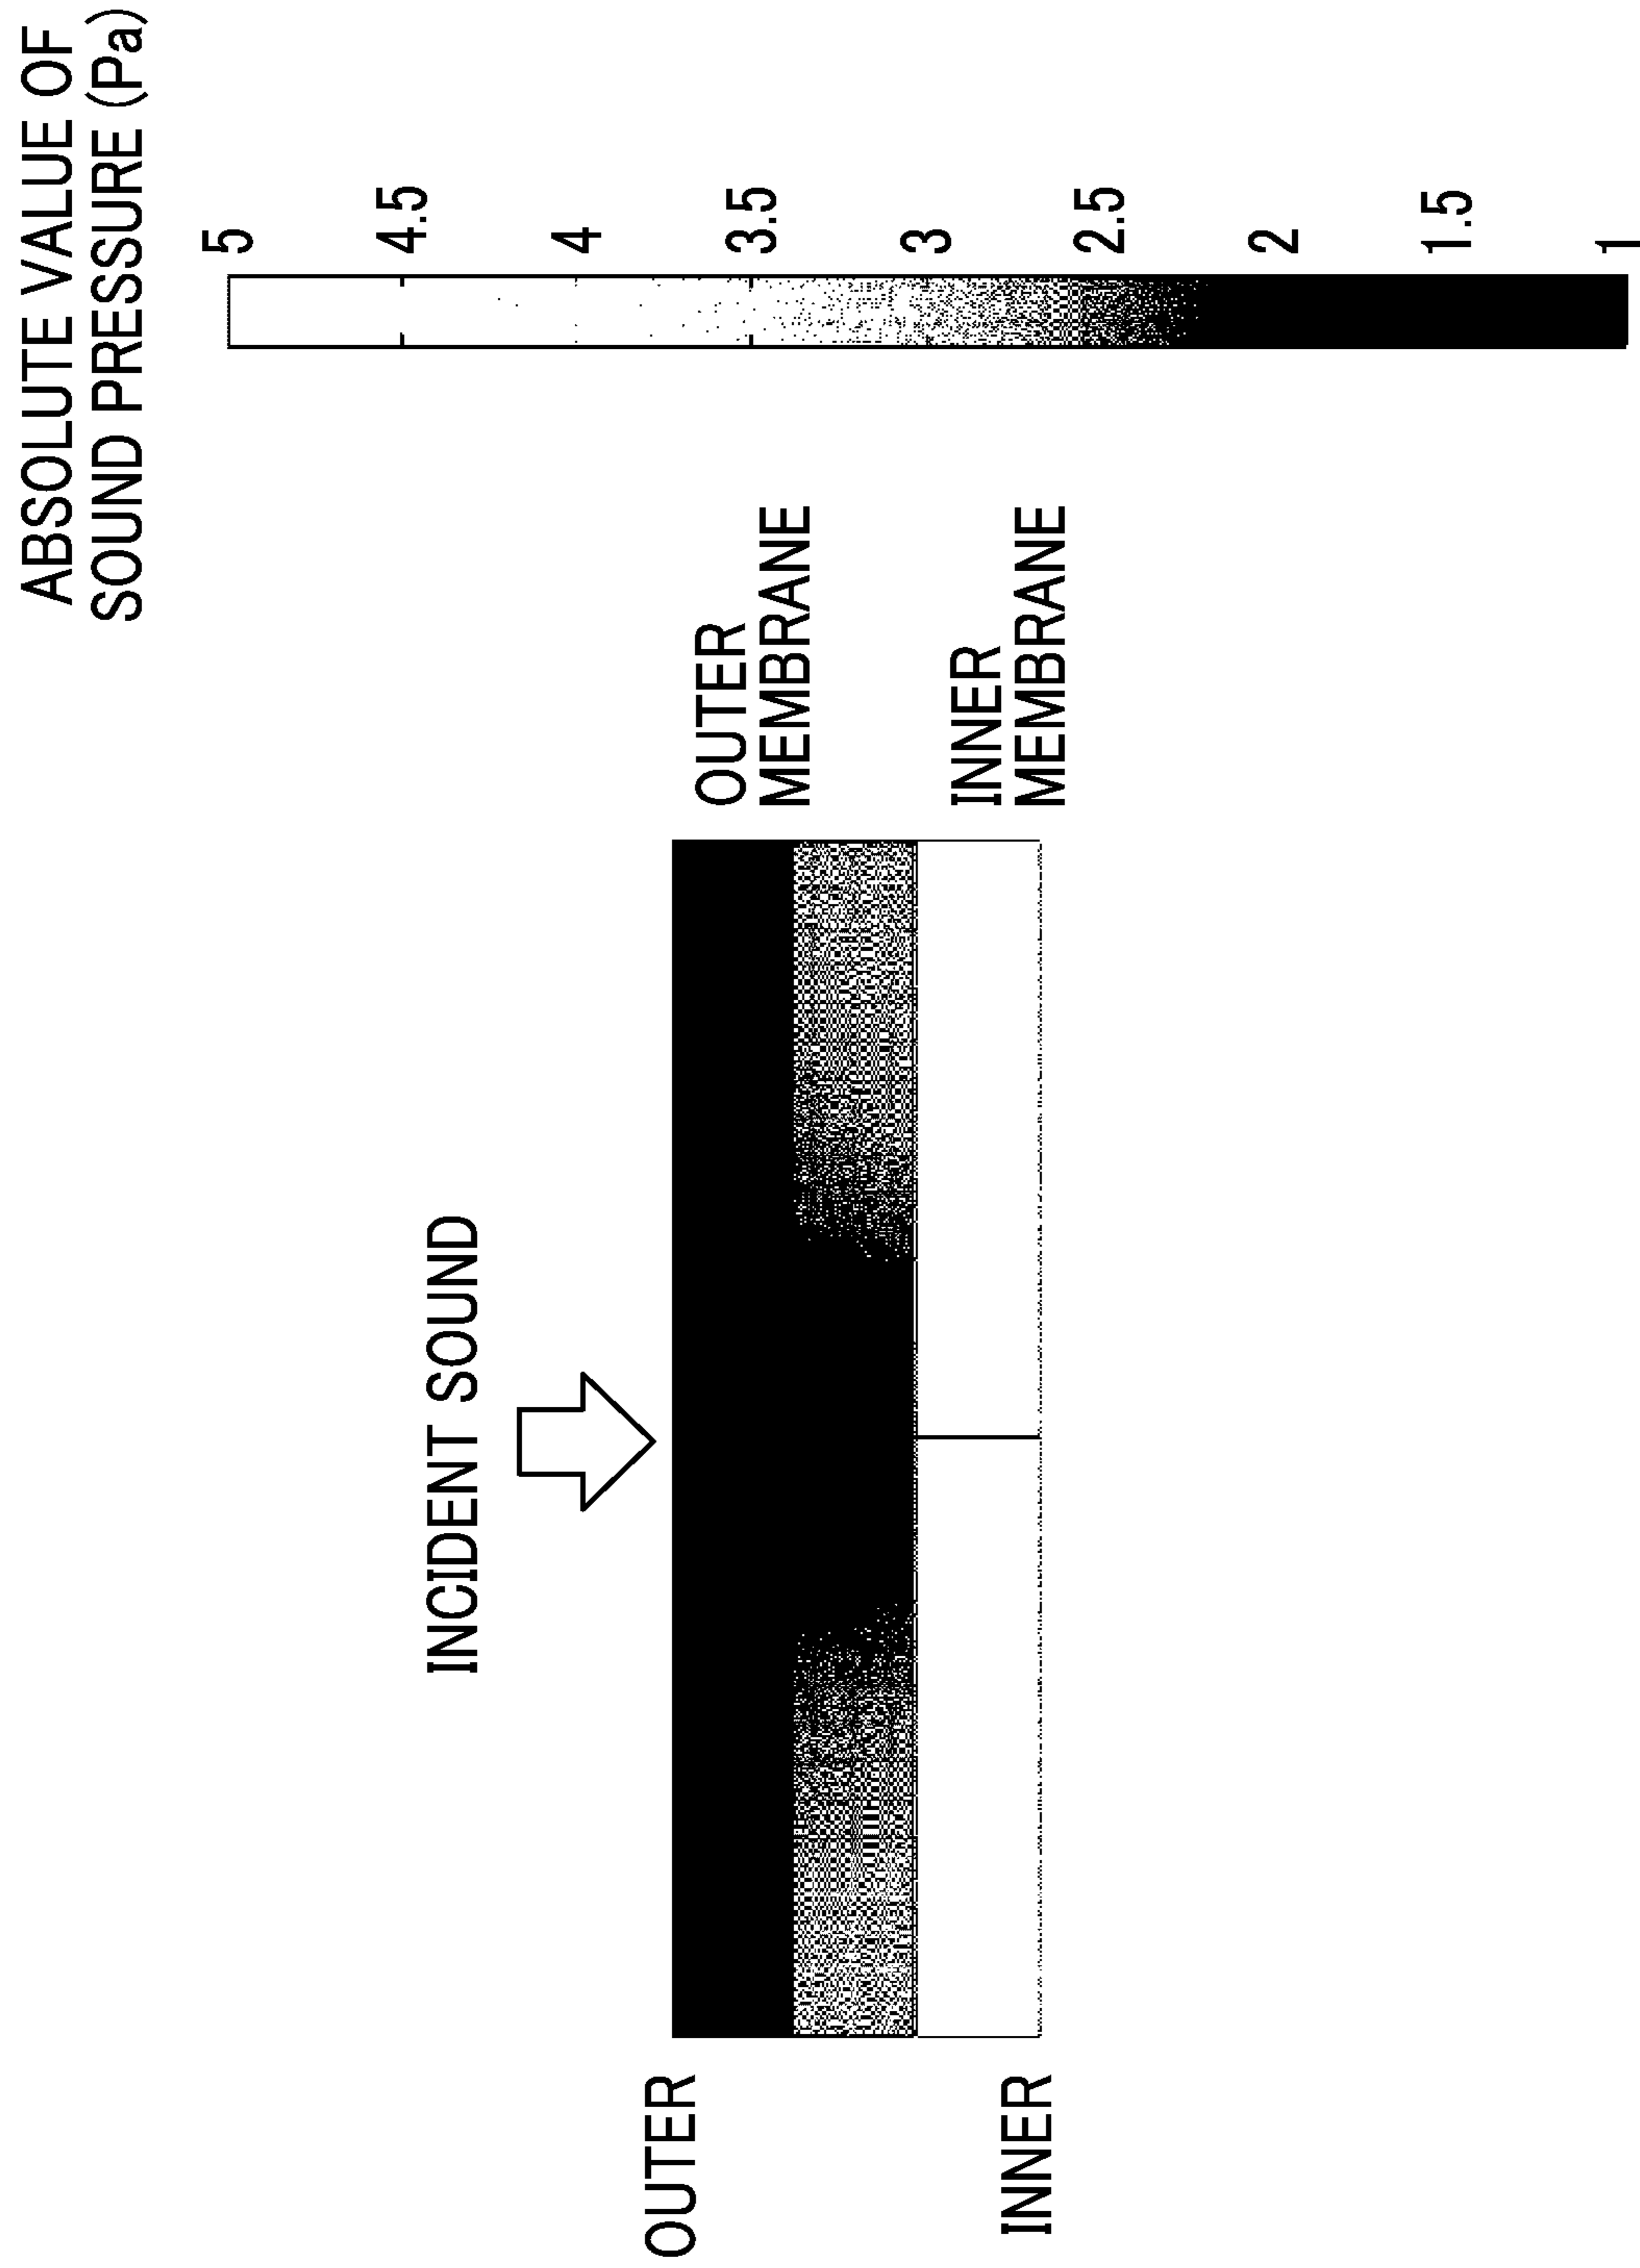 ABSOLUTE VALUE OF
SOUND PRESSURE (Pa)
5
4.5
4
3.5
3
2.5
2
1.5
1
INCIDENT SOUND
OUTER
MEMBRANE
INNER
MEMBRANE
OUTER
INNER